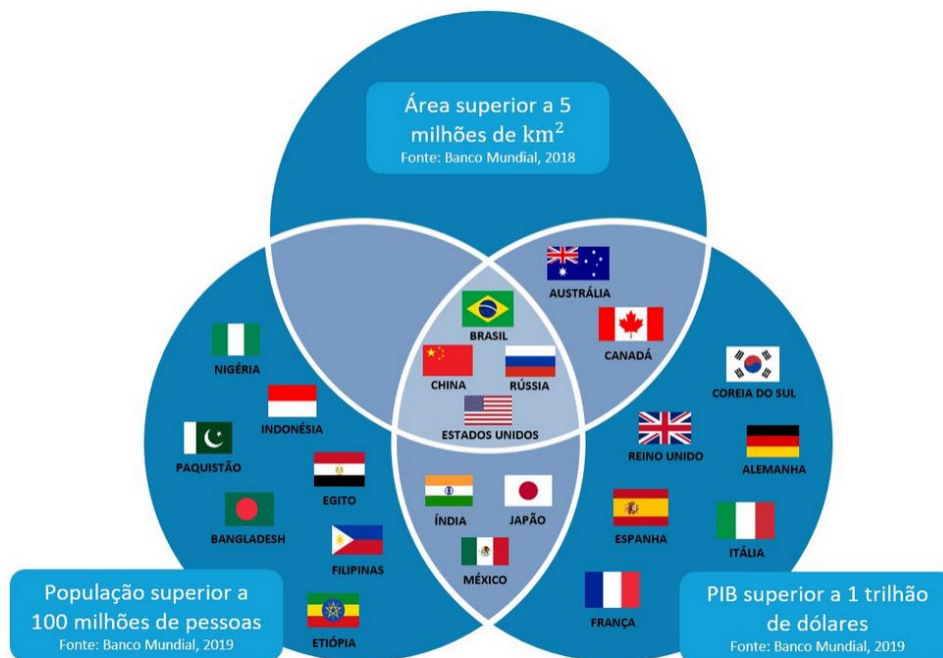 Área superior a 5
milhões de km²
Fonte: Banco Mundial, 2018
AUSTRÁLIA
BRASIL
CANADÁ
CHINA
RÚSSIA
ESTADOS UNIDOS
NIGÉRIA
INDONÉSIA
PAQUISTÃO
EGITO
BANGLADESH
FILIPINAS
ETIÓPIA
ÍNDIA
JAPÃO
MÉXICO
COREIA DO SUL
REINO UNIDO
ALEMANHA
ESPANHA
ITÁLIA
FRANÇA
População superior a
100 milhões de pessoas
Fonte: Banco Mundial, 2019
PIB superior a 1 trilhão
de dólares
Fonte: Banco Mundial, 2019